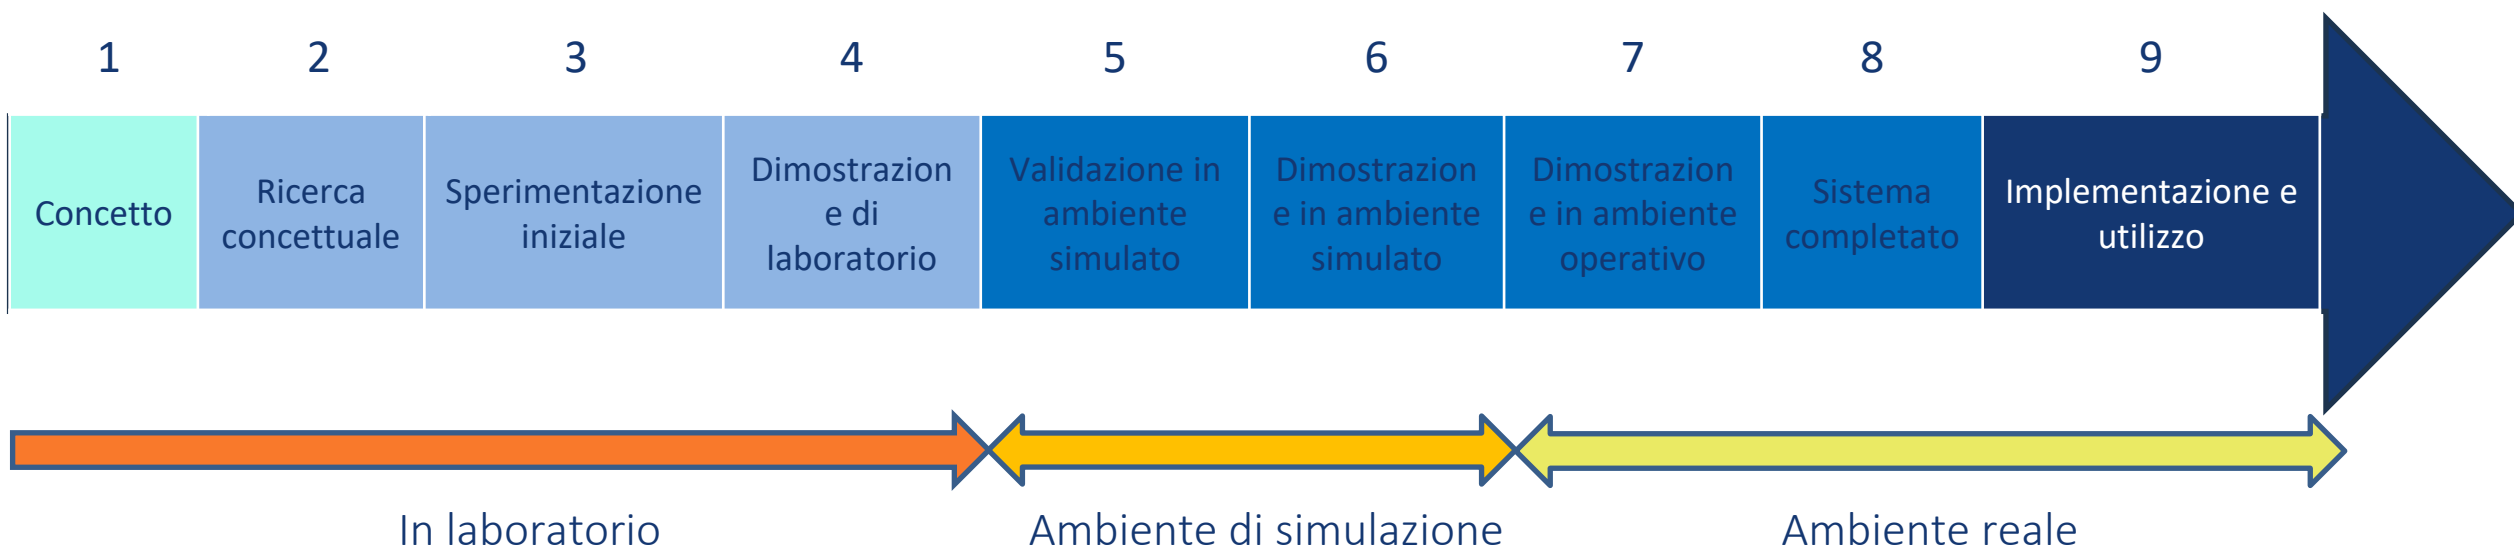 1
2
3
4
5
6
7
8
9
Concetto
Ricerca
concettuale
Sperimentazione
iniziale
Dimostrazion
e di
laboratorio
Validazione in
ambiente
simulato
Dimostrazion
e in ambiente
simulato
Dimostrazion
e in ambiente
operativo
Sistema
completato
Implementazione e
utilizzo
In laboratorio
Ambiente di simulazione
Ambiente reale